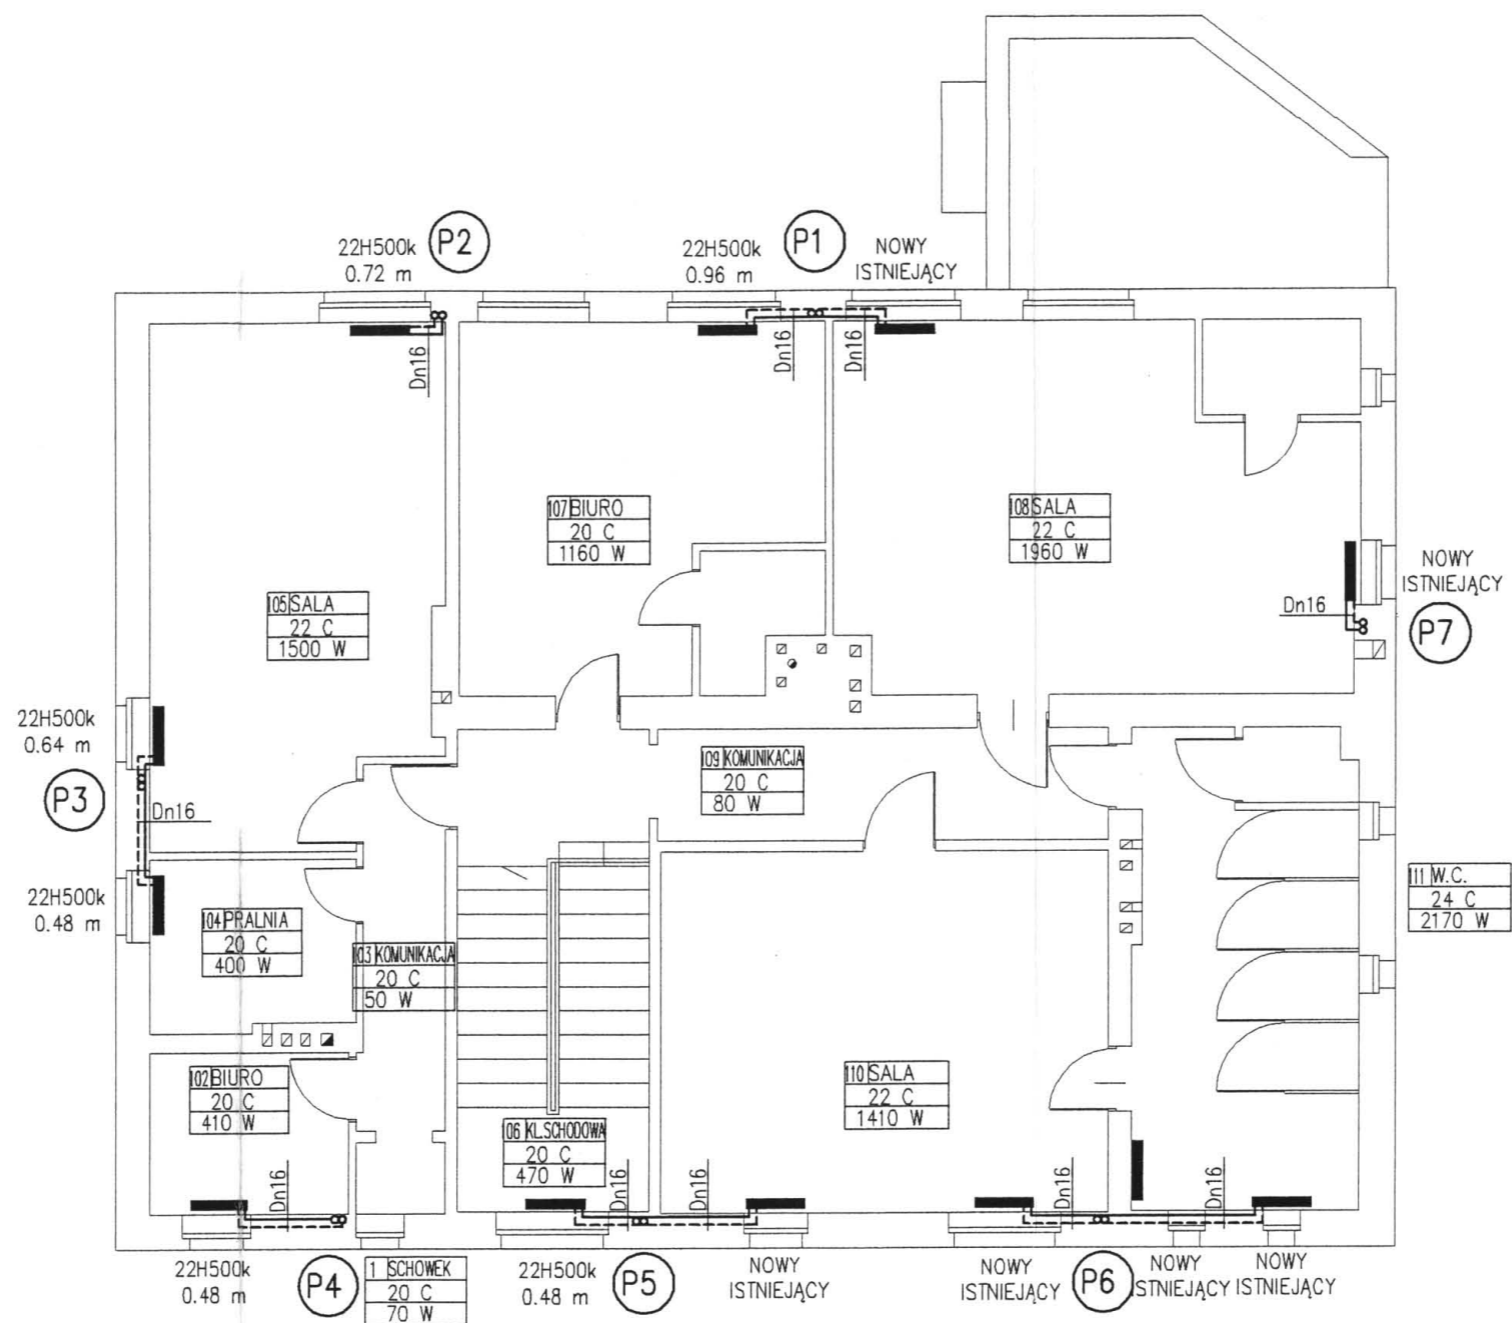 P2
22H500k
0.72 m
P1
22H500k
0.96 m
NOWY
ISTNIEJĄCY
Dn16
Dn16
Dn16
107 BIURO
20 C
1160 W
108 SALA
22 C
1960 W
NOWY
ISTNIEJĄCY
Dn16
P7
105 SALA
22 C
1500 W
22H500k
0.64 m
P3
Dn16
109 KOMUNIKACJA
20 C
80 W
22H500k
0.48 m
104 PRALNIA
20 C
400 W
103 KOMUNIKACJA
20 C
50 W
111 W.C.
24 C
2170 W
102 BIURO
20 C
410 W
110 SALA
22 C
1410 W
106 KL.SCHODOWA
20 C
470 W
Dn16
Dn16
Dn16
Dn16
Dn16
22H500k
0.48 m
P4
1 SCHOWEK
20 C
70 W
22H500k
0.48 m
P5
NOWY
ISTNIEJĄCY
NOWY
ISTNIEJĄCY
P6
NOWY
ISTNIEJĄCY
NOWY
ISTNIEJĄCY